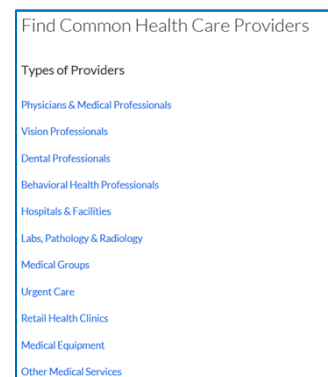 Find Common Health Care Providers
Types of Providers
Physicians & Medical Professionals
Vision Professionals
Dental Professionals
Behavioral Health Professionals
Hospitals & Facilities
Labs, Pathology & Radiology
Medical Groups
Urgent Care
Retail Health Clinics
Medical Equipment
Other Medical Services